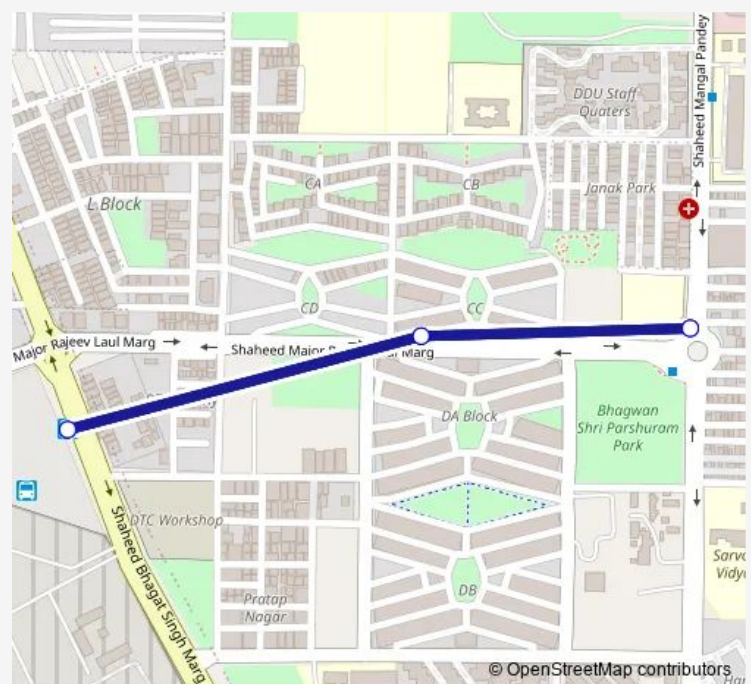 Shaheed Mangal Pandey
DDU Staff
Quaters
CA
CB
Janak Park
L Block
CD
CC
Major Rajeev Laul Marg
Shaheed Major
Marg
DA Block
Bhagwan
Shri Parshuram
Park
DTC Workshop
Shaheed Bhagat Singh Marg
DB
Pratap
Nagar
Sarvo
Vidy
© OpenStreetMap contributors